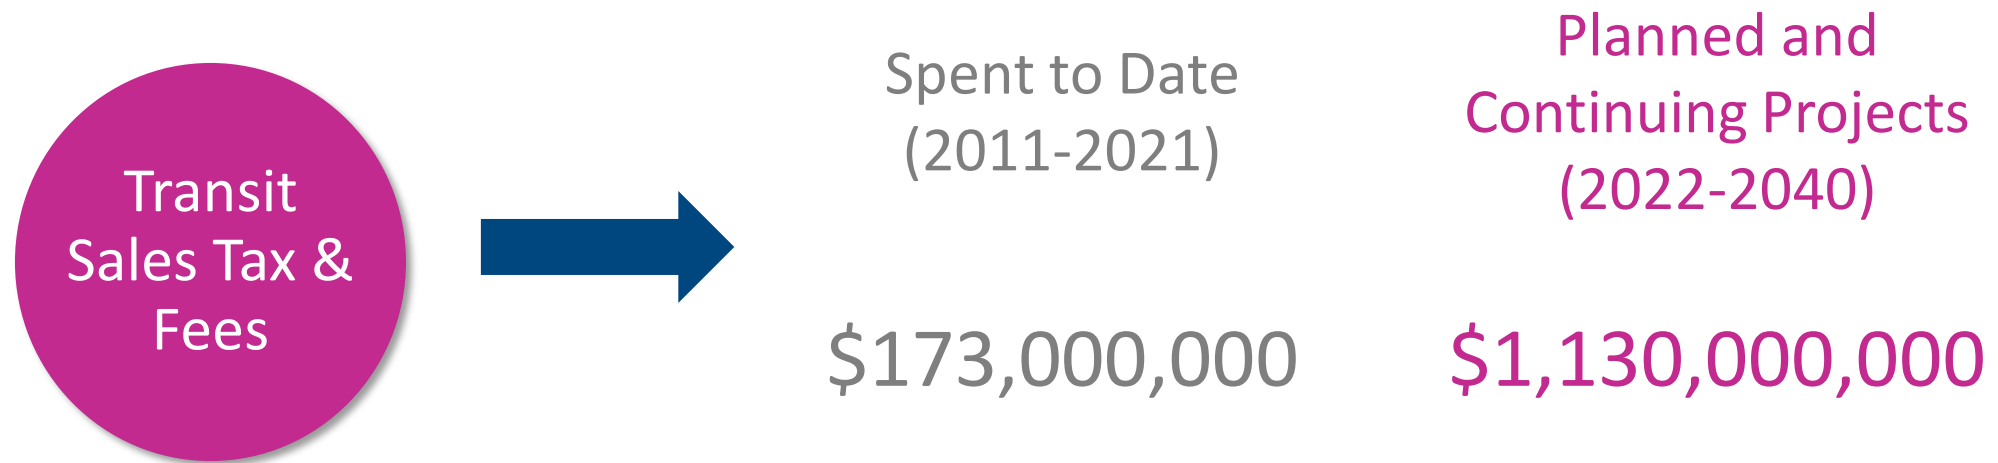 Transit
Sales Tax &
Fees
Spent to Date
(2011-2021)
$173,000,000
Planned and
Continuing Projects
(2022-2040)
$1,130,000,000